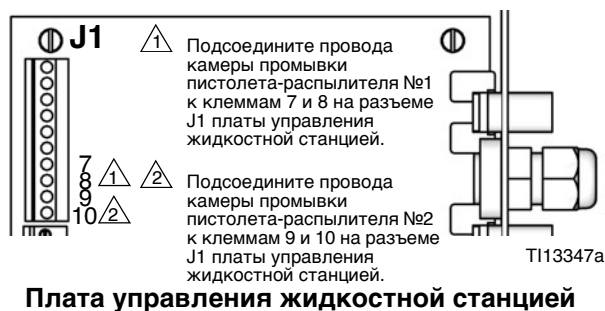 J1
1
Подсоедините провода
камеры промывки
пистолета-распылителя №1
к клеммам 7 и 8 на разъеме
J1 платы управления
жидкостной станцией.
7
8 1
9
10 2
2
Подсоедините провода
камеры промывки
пистолета-распылителя №2
к клеммам 9 и 10 на разъеме
J1 платы управления
жидкостной станцией.
TI13347a
Плата управления жидкостной станцией